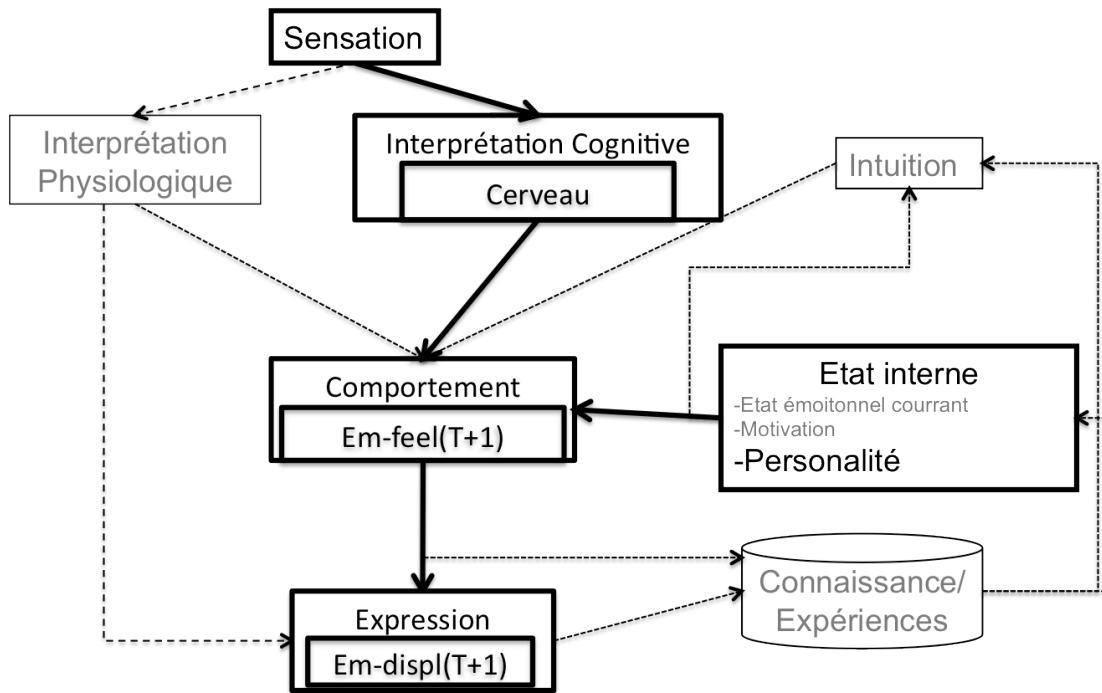 Sensation
Interprétation
Physiologique
Interprétation Cognitive
Cerveau
Intuition
Comportement
Em-feel(T+1)
Etat interne
-Etat émoitonnel courrant
-Motivation
-Personalité
Connaissance/
Expériences
Expression
Em-displ(T+1)